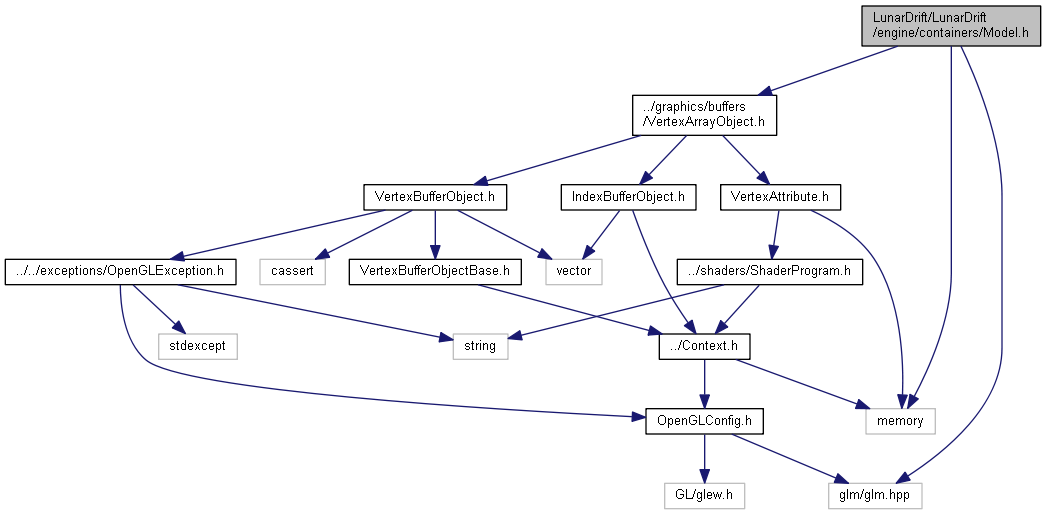 LunarDrift/LunarDrift
/engine/containers/Model.h
../graphics/buffers
/VertexArrayObject.h
VertexBufferObject.h
IndexBufferObject.h
VertexAttribute.h
../../exceptions/OpenGLException.h
cassert
VertexBufferObjectBase.h
vector
../shaders/ShaderProgram.h
stdexcept
string
../Context.h
OpenGLConfig.h
memory
GL/glew.h
glm/glm.hpp